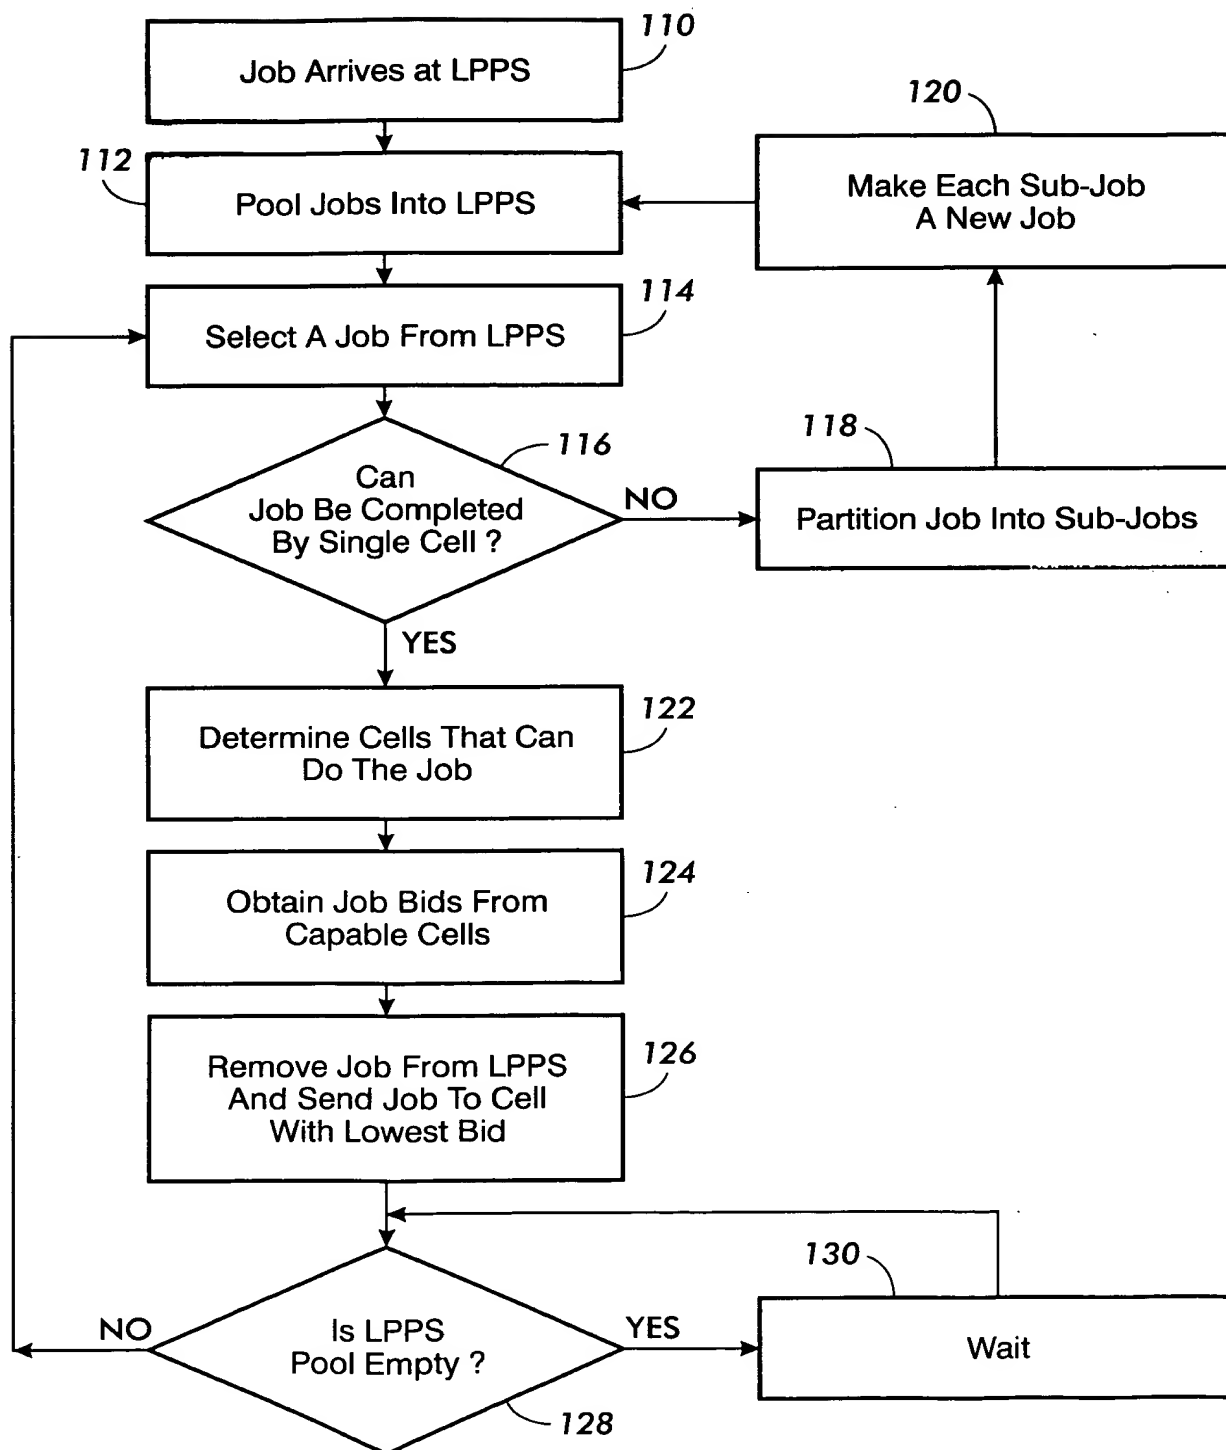 110
Job Arrives at LPPS
120
112
Pool Jobs Into LPPS
Make Each Sub-Job
A New Job
114
Select A Job From LPPS
116
Can
Job Be Completed
By Single Cell ?
NO
118
Partition Job Into Sub-Jobs
YES
122
Determine Cells That Can
Do The Job
124
Obtain Job Bids From
Capable Cells
126
Remove Job From LPPS
And Send Job To Cell
With Lowest Bid
130
NO
Is LPPS
Pool Empty ?
YES
Wait
128